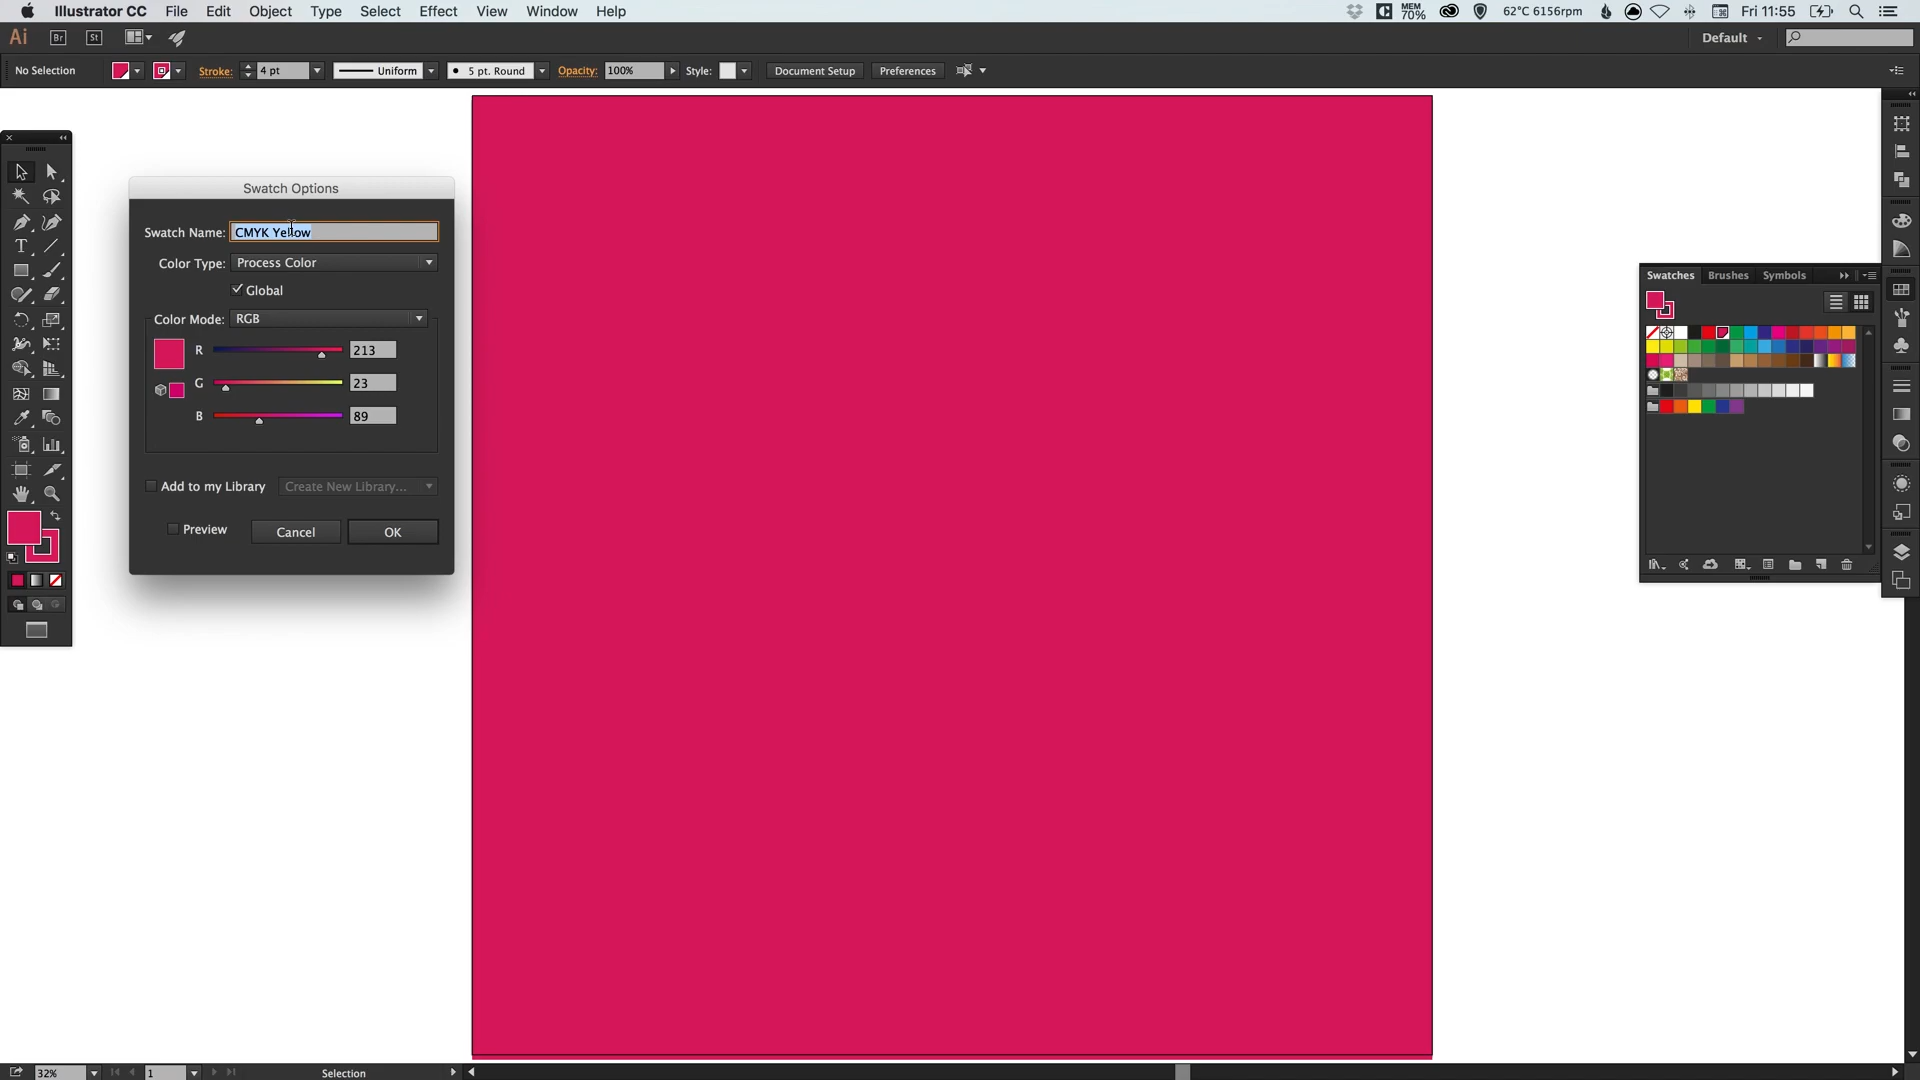 Illustrator CC File Edit Object Type Select Effect View Window Help MEM 70% 62°C 6156rpm Fri 11:55
Ai Br St Default
No Selection Stroke: 4 pt Uniform 5 pt. Round Opacity: 100% Style: Document Setup Preferences
Swatch Options
Swatch Name: CMYK Yellow
Color Type: Process Color
Global
Color Mode: RGB
R 213
G 23
B 89
Add to my Library Create New Library...
Preview Cancel OK
Swatches Brushes Symbols
32% 1 Selection